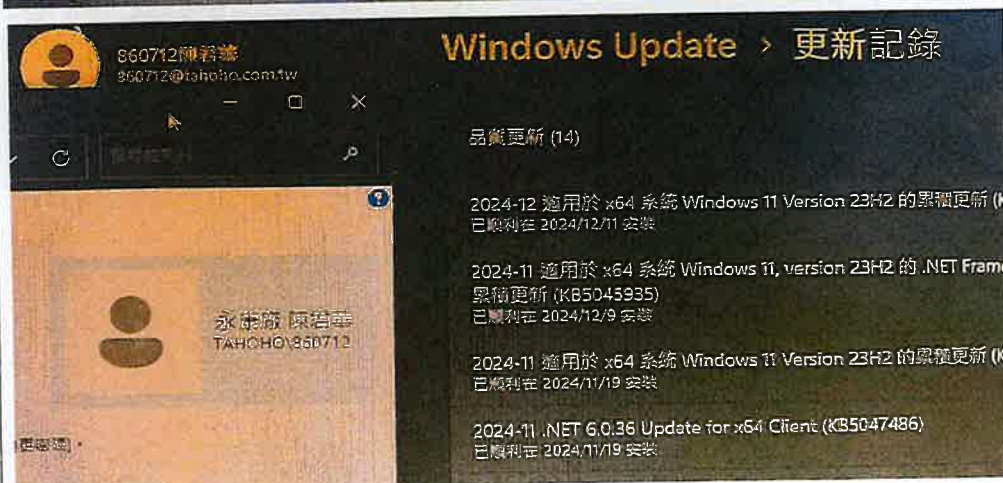 860712陳君華
860712@tahoho.com.tw
Windows Update > 更新記錄
品質更新 (14)
2024-12 適用於 x64 系統 Windows 11 Version 23H2 的累積更新 (K
已順利在 2024/12/11 安裝
2024-11 適用於 x64 系統 Windows 11, version 23H2 的 .NET Frame
累積更新 (KB5045935)
已順利在 2024/12/9 安裝
2024-11 適用於 x64 系統 Windows 11 Version 23H2 的累積更新 (K
已順利在 2024/11/19 安裝
2024-11 .NET 6.0.36 Update for x64 Client (KB5047486)
已順利在 2024/11/19 安裝
永康廠 陳君華
TAHOHO\860712